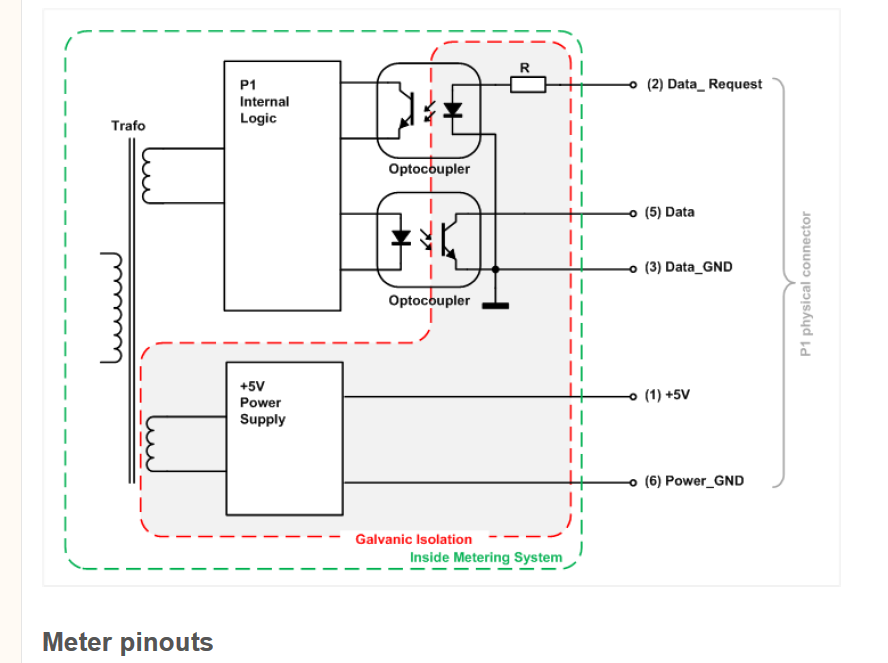 P1
Internal
Logic
Trafo
R
(2) Data_ Request
Optocoupler
(5) Data
(3) Data_GND
Optocoupler
P1 physical connector
+5V
Power
Supply
(1) +5V
(6) Power_GND
Galvanic Isolation
Inside Metering System
Meter pinouts